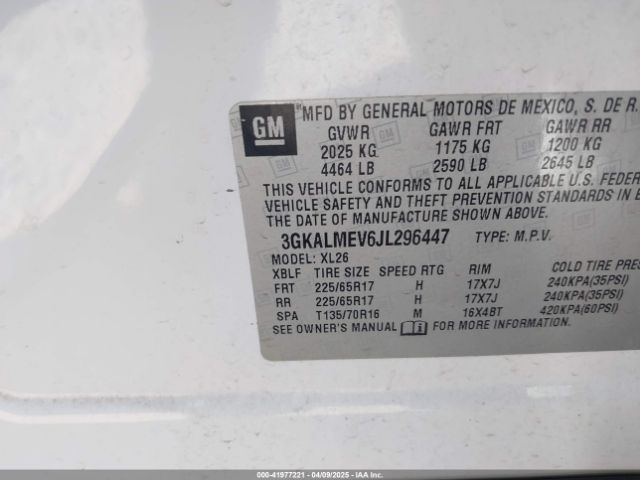 GM
MFD BY GENERAL MOTORS DE MEXICO, S. DE R.
GVWR GAWR FRT GAWR RR
2025 KG 1175 KG 1200 KG
4464 LB 2590 LB 2645 LB
THIS VEHICLE CONFORMS TO ALL APPLICABLE U.S. FEDER
VEHICLE SAFETY AND THEFT PREVENTION STANDARDS IN E
THE DATE OF MANUFACTURE SHOWN ABOVE.
3GKALMEV6JL296447 TYPE: M.P.V.
MODEL: XL26
XBLF TIRE SIZE SPEED RTG RIM COLD TIRE PRES
FRT 225/65R17 H 17X7J 240KPA(35PSI)
RR 225/65R17 H 17X7J 240KPA(35PSI)
SPA T135/70R16 M 16X4BT 420KPA(60PSI)
SEE OWNER'S MANUAL FOR MORE INFORMATION.
000-41977221 - 04/09/2025 - IAA Inc.